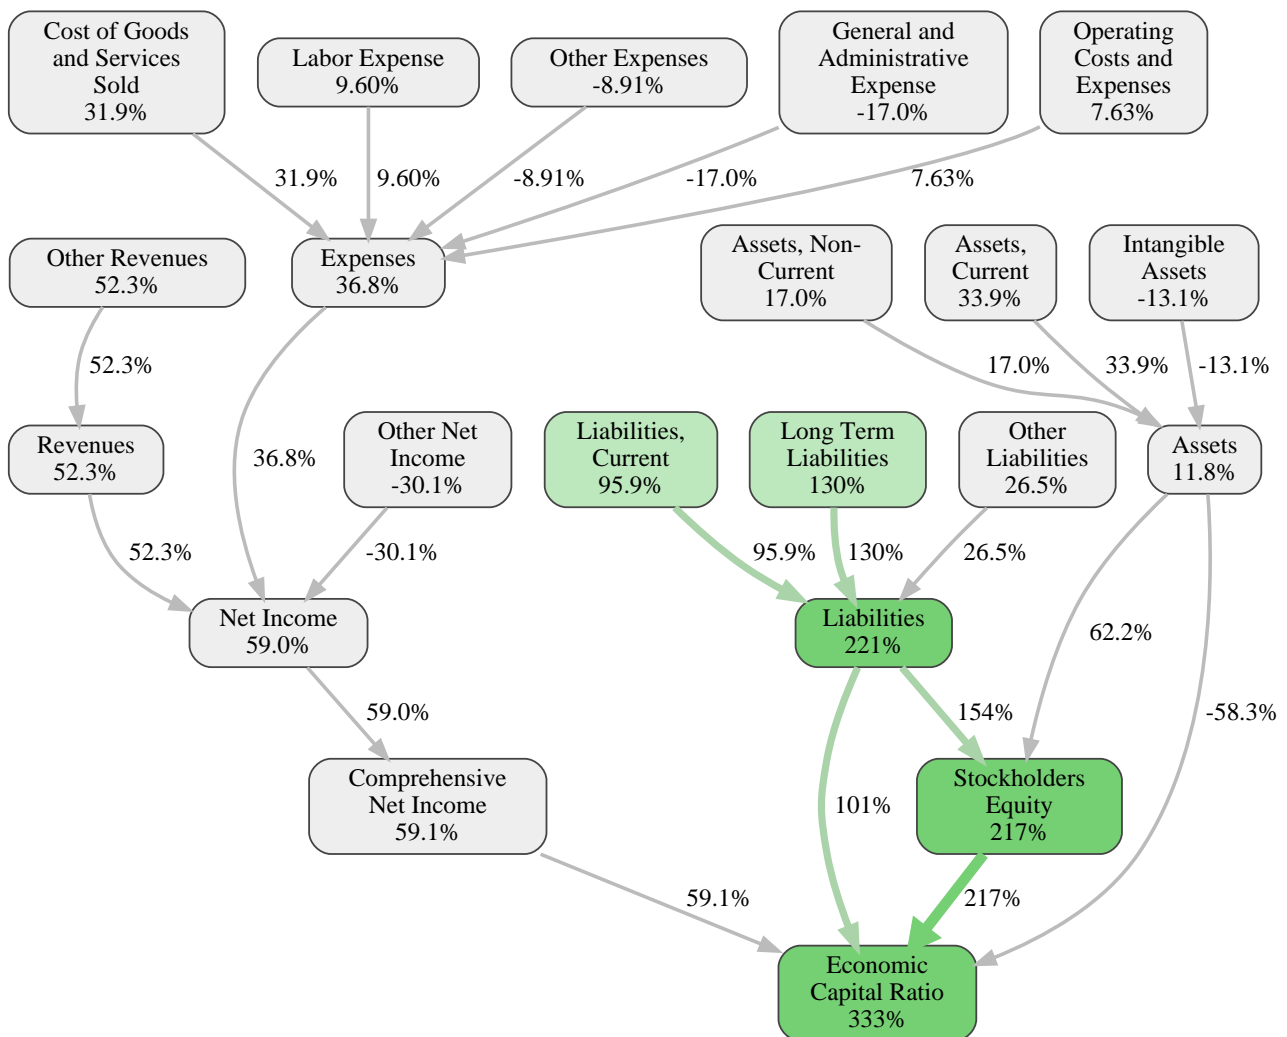 Cost of Goods
and Services
Sold
31.9%
Labor Expense
9.60%
Other Expenses
-8.91%
General and
Administrative
Expense
-17.0%
Operating
Costs and
Expenses
7.63%
31.9%
9.60%
-8.91%
-17.0%
7.63%
Other Revenues
52.3%
Expenses
36.8%
Assets, Non-
Current
17.0%
Assets,
Current
33.9%
Intangible
Assets
-13.1%
52.3%
17.0%
33.9%
-13.1%
Revenues
52.3%
36.8%
Other Net
Income
-30.1%
Liabilities,
Current
95.9%
Long Term
Liabilities
130%
Other
Liabilities
26.5%
Assets
11.8%
52.3%
-30.1%
95.9%
130%
26.5%
Net Income
59.0%
Liabilities
221%
62.2%
59.0%
154%
-58.3%
Comprehensive
Net Income
59.1%
101%
Stockholders
Equity
217%
59.1%
217%
Economic
Capital Ratio
333%